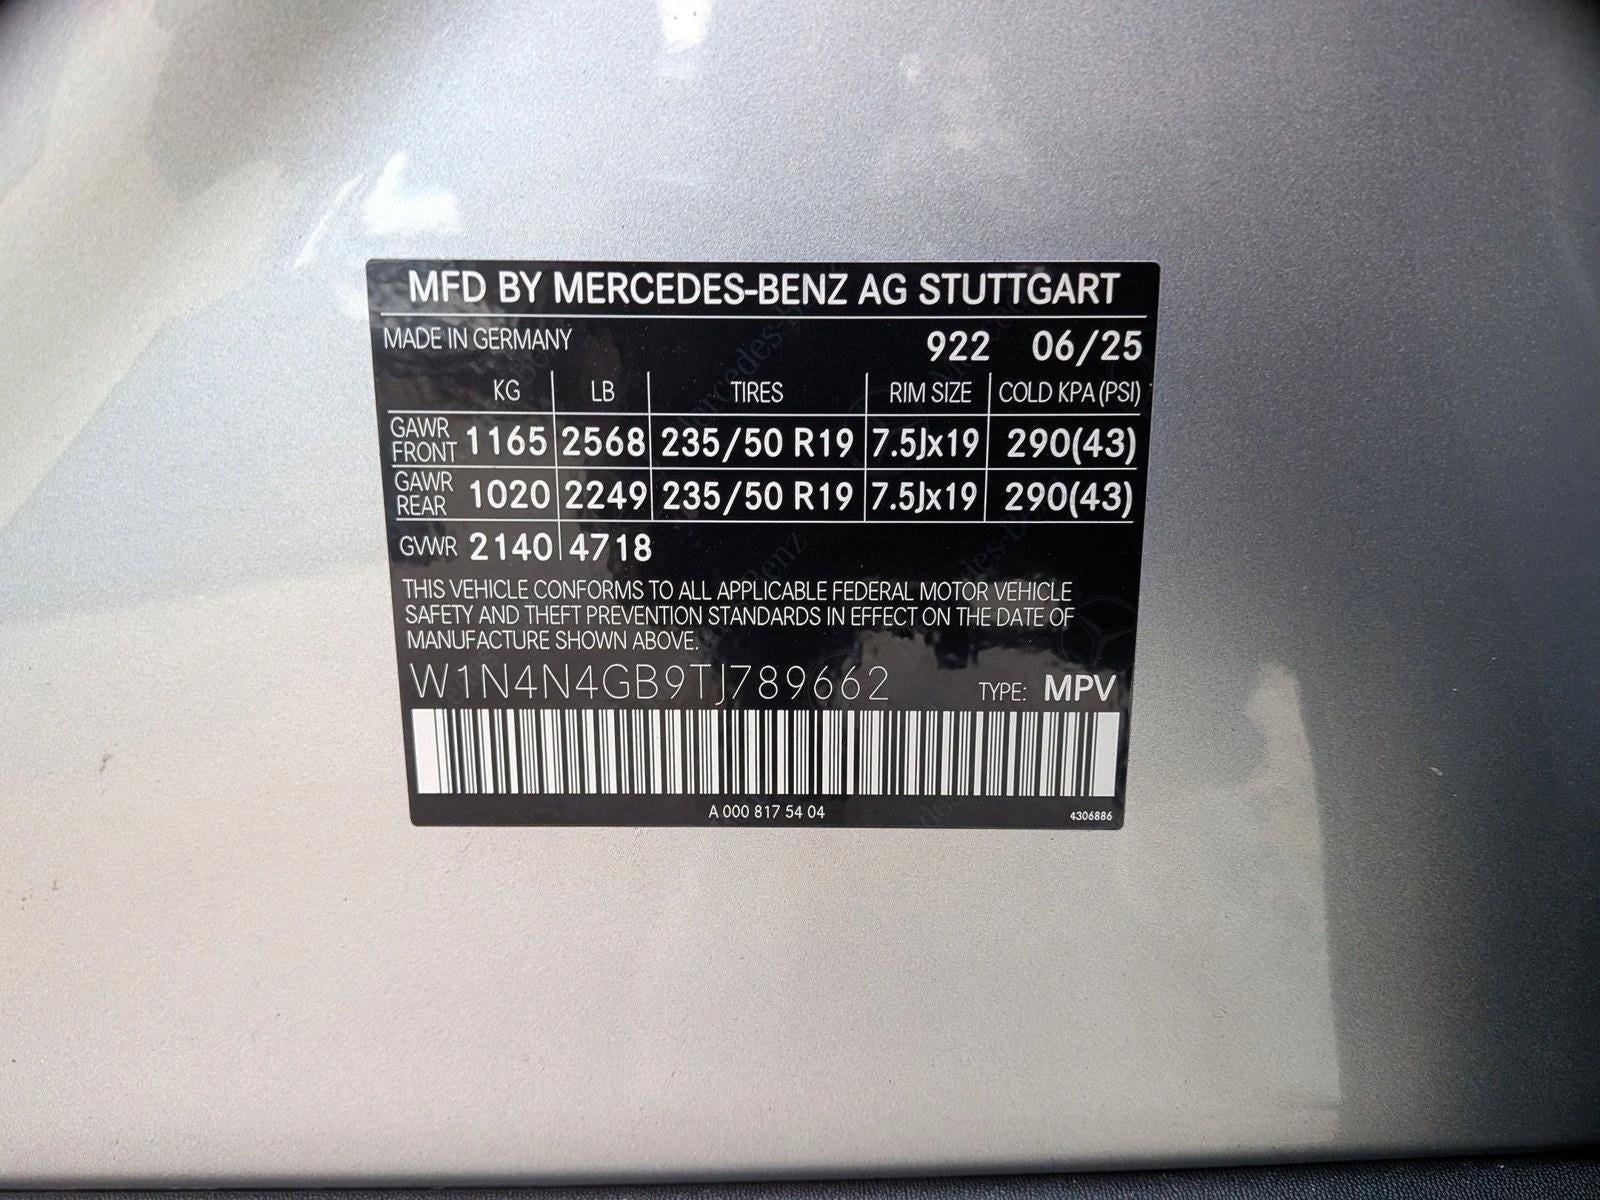 MFD BY MERCEDES-BENZ AG STUTTGART
MADE IN GERMANY 922 06/25
KG LB TIRES RIM SIZE COLD KPA (PSI)
GAWR FRONT 1165 2568 235/50 R19 7.5Jx19 290(43)
GAWR REAR 1020 2249 235/50 R19 7.5Jx19 290(43)
GVWR 2140 4718
THIS VEHICLE CONFORMS TO ALL APPLICABLE FEDERAL MOTOR VEHICLE
SAFETY AND THEFT PREVENTION STANDARDS IN EFFECT ON THE DATE OF
MANUFACTURE SHOWN ABOVE.
W1N4N4GB9TJ789662 TYPE: MPV
A 000 817 54 04 4306886